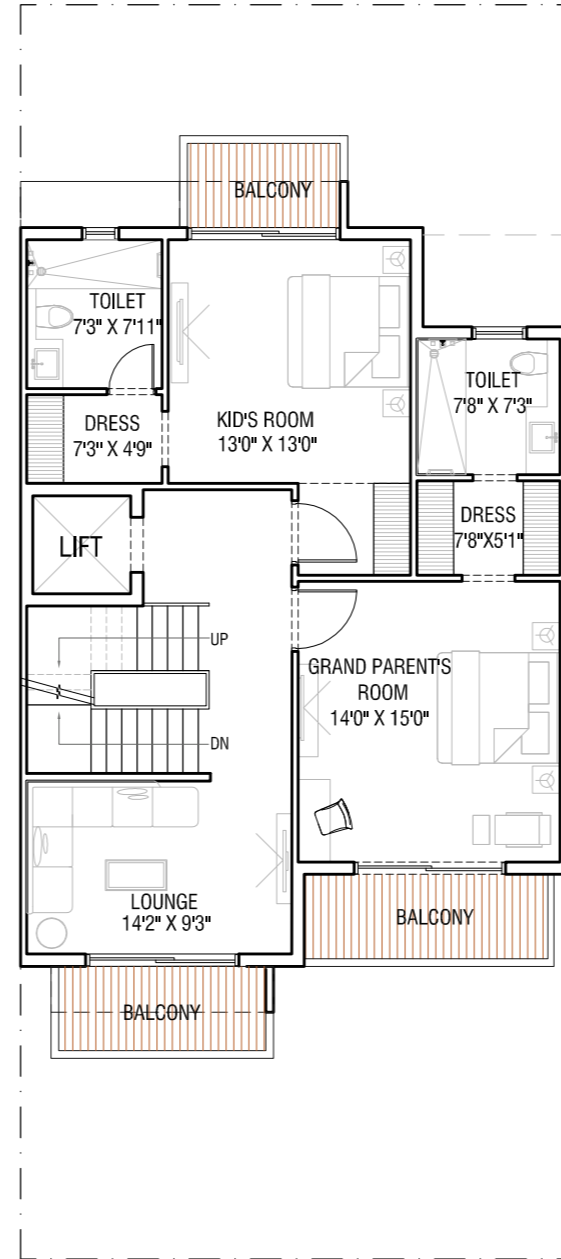 BALCONY
TOILET
7'3" X 7'11"
TOILET
7'8" X 7'3"
DRESS
7'3" X 4'9"
KID'S ROOM
13'0" X 13'0"
DRESS
7'8"X5'1"
LIFT
UP
GRAND PARENT'S
ROOM
14'0" X 15'0"
DN
LOUNGE
14'2" X 9'3"
BALCONY
BALCONY